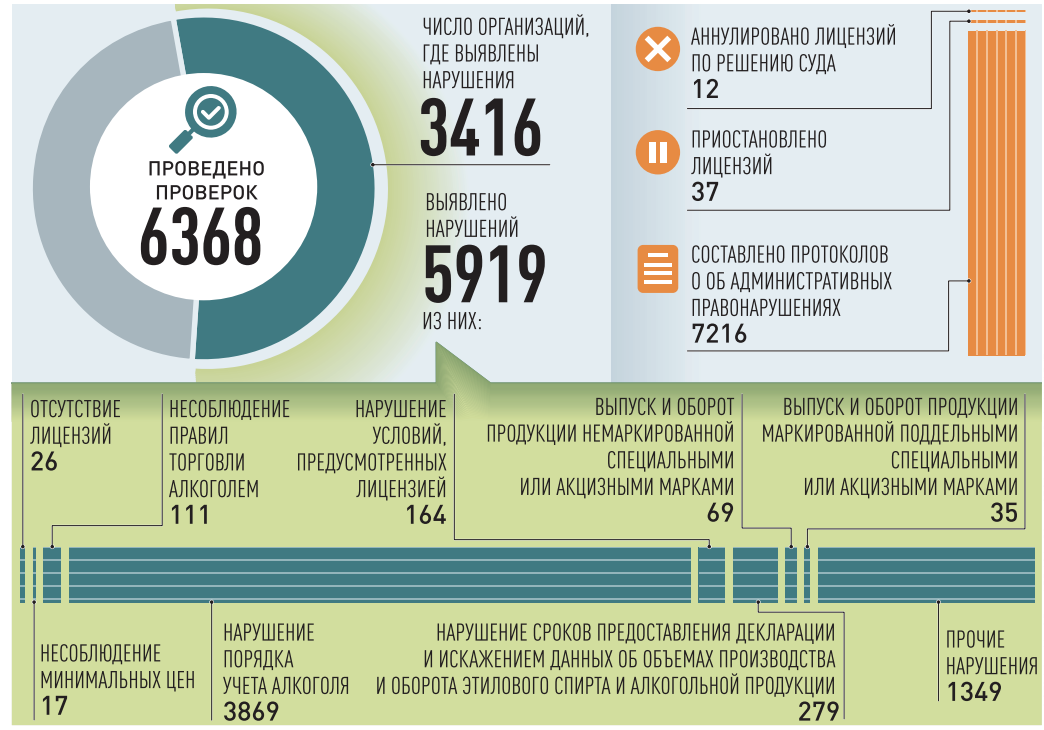 ПРОВЕДЕНО
ПРОВЕРОК
6368
ЧИСЛО ОРГАНИЗАЦИЙ,
ГДЕ ВЫЯВЛЕНЫ
НАРУШЕНИЯ
3416
ВЫЯВЛЕНО
НАРУШЕНИЙ
5919
ИЗ НИХ:
АННУЛИРОВАНО ЛИЦЕНЗИЙ
ПО РЕШЕНИЮ СУДА
12
ПРИОСТАНОВЛЕНО
ЛИЦЕНЗИЙ
37
СОСТАВЛЕНО ПРОТОКОЛОВ
О ОБ АДМИНИСТРАТИВНЫХ
ПРАВОНАРУШЕНИЯХ
7216
ОТСУТСТВИЕ
ЛИЦЕНЗИЙ
26
НЕСОБЛЮДЕНИЕ
ПРАВИЛ
ТОРГОВЛИ
АЛКОГОЛЕМ
111
НАРУШЕНИЕ
УСЛОВИЙ,
ПРЕДУСМОТРЕННЫХ
ЛИЦЕНЗИЕЙ
164
ВЫПУСК И ОБОРОТ
ПРОДУКЦИИ НЕМАРКИРОВАННОЙ
СПЕЦИАЛЬНЫМИ
ИЛИ АКЦИЗНЫМИ МАРКАМИ
69
ВЫПУСК И ОБОРОТ ПРОДУКЦИИ
МАРКИРОВАННОЙ ПОДДЕЛЬНЫМИ
СПЕЦИАЛЬНЫМИ
ИЛИ АКЦИЗНЫМИ МАРКАМИ
35
НЕСОБЛЮДЕНИЕ
МИНИМАЛЬНЫХ ЦЕН
17
НАРУШЕНИЕ
ПОРЯДКА
УЧЕТА АЛКОГОЛЯ
3869
НАРУШЕНИЕ СРОКОВ ПРЕДОСТАВЛЕНИЯ ДЕКЛАРАЦИИ
И ИСКАЖЕНИЕМ ДАННЫХ ОБ ОБЪЕМАХ ПРОИЗВОДСТВА
И ОБОРОТА ЭТИЛОВОГО СПИРТА И АЛКОГОЛЬНОЙ ПРОДУКЦИИ
279
ПРОЧИЕ
НАРУШЕНИЯ
1349